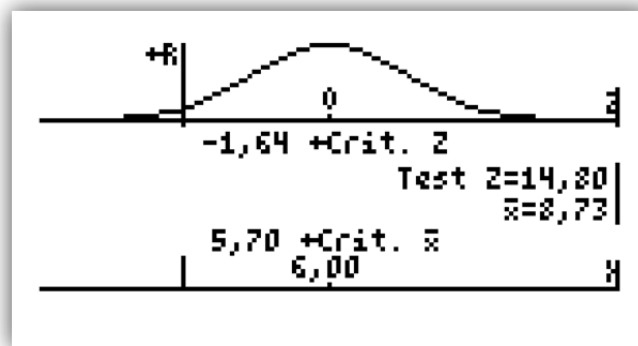 ←R
0 Z
-1,64 ←Crit. Z
Test Z=14,80
x̄=8,73
5,70 ←Crit. x̄
6,00 X